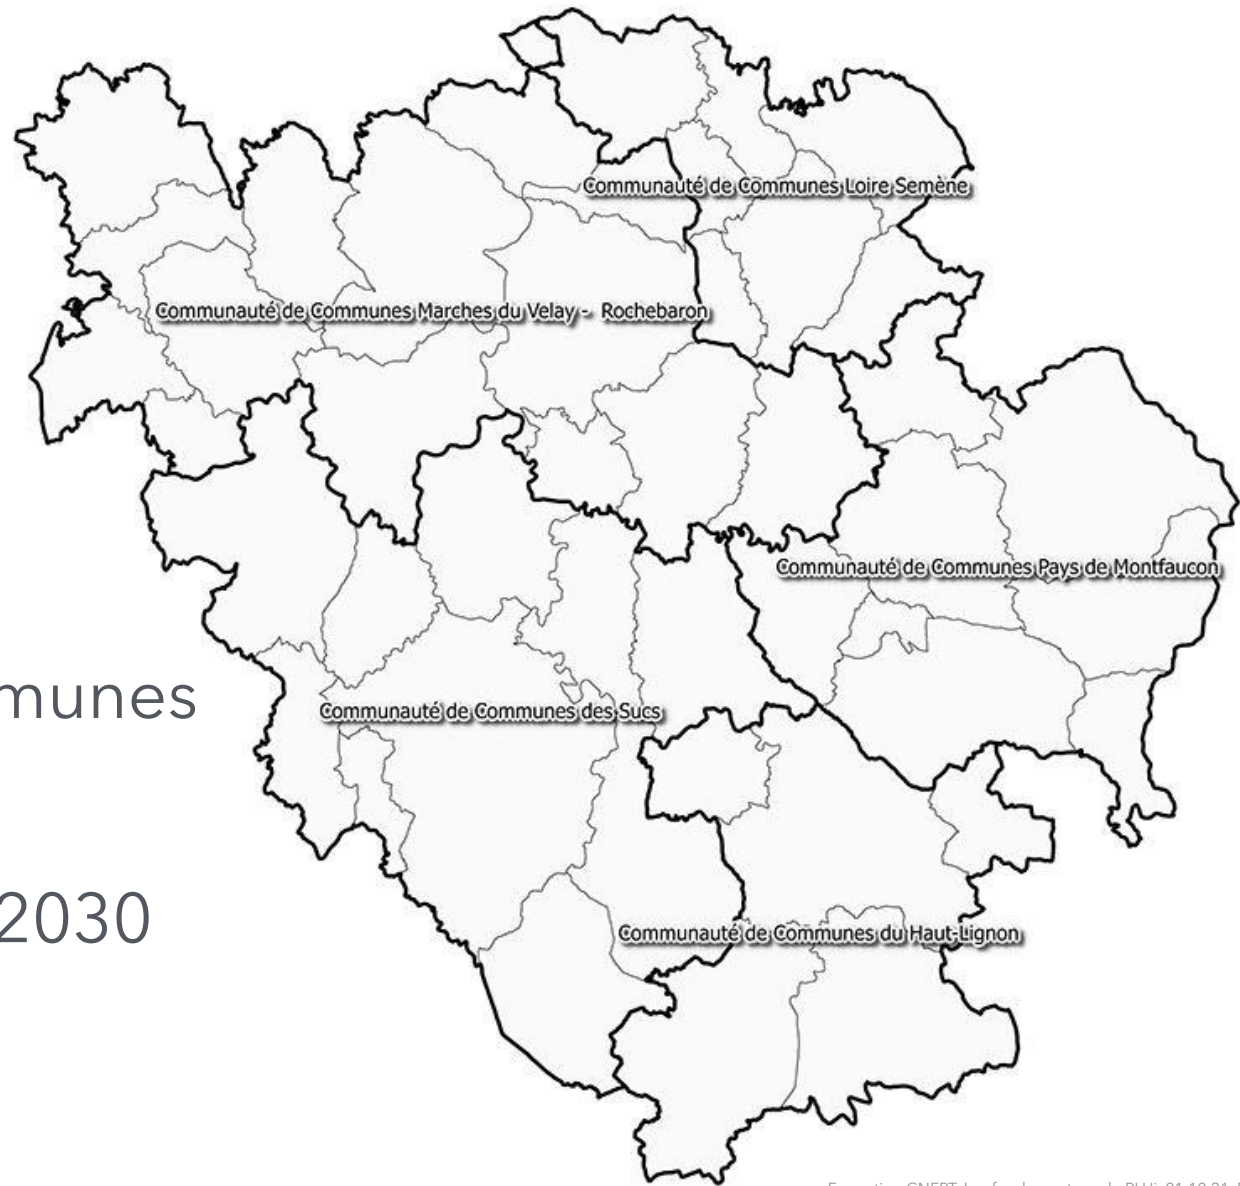 Communauté de Communes Loire Semène
Communauté de Communes Marches du Velay - Rochebaron
Communauté de Communes Pays de Montfaucon
munes
Communauté de Communes des Sucs
2030
Communauté de Communes du Haut-Lignon